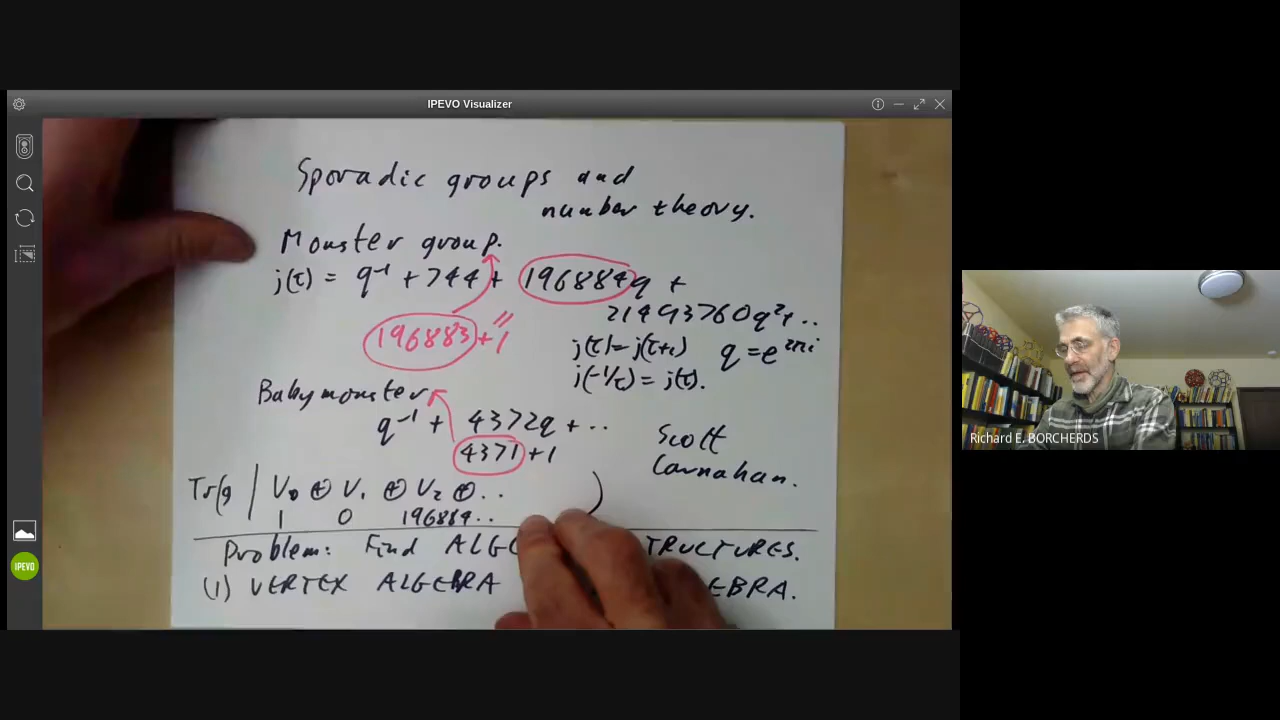 IPEVO Visualizer
Sporadic groups and
number theory.
Monster group.
j(τ) = q⁻¹ + 744 + 196884q +
21493760q² + ..
196883 + 1
j(τ) = j(τ+1) q = e^2πi
j(-1/τ) = j(τ).
Babymonster
q⁻¹ + 4372q + ..
4371 + 1
Scott
Carnahan.
Tr(g | V₀ ⊕ V₁ ⊕ V₂ ⊕ .. )
1 0 196884..
Problem: Find ALG TRUCTURES.
(1) VERTEX ALGEBRA EBRA.
Richard E. BORCHERDS
IPEVO